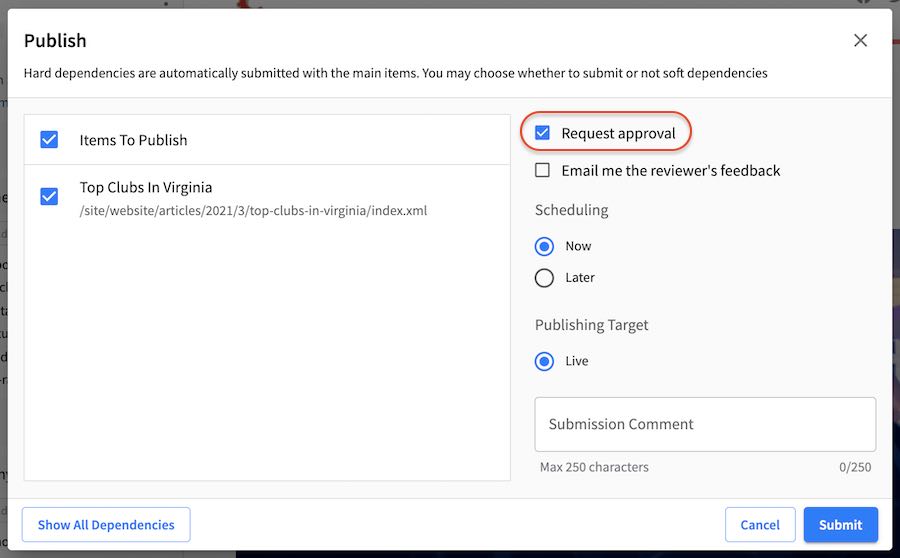 Publish
Hard dependencies are automatically submitted with the main items. You may choose whether to submit or not soft dependencies
Items To Publish
Top Clubs In Virginia
/site/website/articles/2021/3/top-clubs-in-virginia/index.xml
Request approval
Email me the reviewer's feedback
Scheduling
Now
Later
Publishing Target
Live
Submission Comment
Max 250 characters
0/250
Show All Dependencies
Cancel
Submit